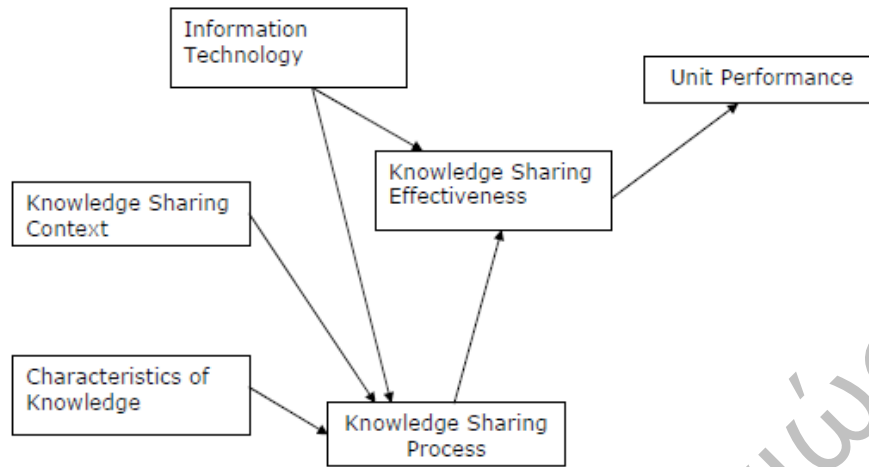 Information
Technology
Unit Performance
Knowledge Sharing
Effectiveness
Knowledge Sharing
Context
Characteristics of
Knowledge
Knowledge Sharing
Process